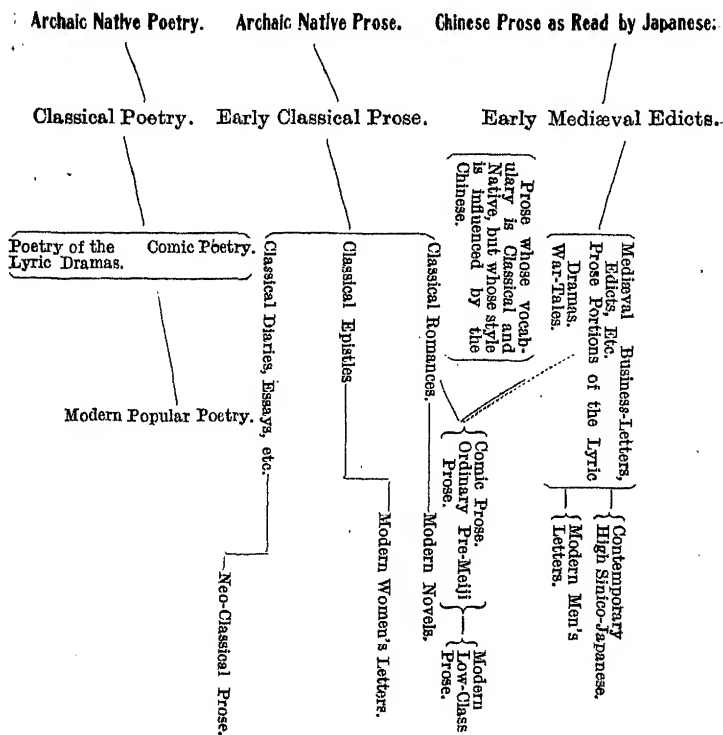 Archaic Native Poetry.
Archaic Native Prose.
Chinese Prose as Read by Japanese:
Classical Poetry.
Early Classical Prose.
Early Mediæval Edicts.
Poetry of the
Lyric Dramas.
Comic Poetry.
Modern Popular Poetry.
Classical Diaries, Essays, etc.
Neo-Classical Prose.
Classical Epistles
Modern Women's Letters.
Classical Romances.
Modern Novels.
Prose whose vocab-
ulary is Classical and
Native, but whose style
is influenced by the
Chinese.
Comic Prose.
Ordinary Pre-Meiji
Prose.
Modern
Low-Class
Prose.
Mediæval Business-Letters,
Edicts, Etc.
Prose Portions of the Lyric
Dramas.
War-Tales.
Contemporary
High Sinico-Japanese.
Modern Men's
Letters.